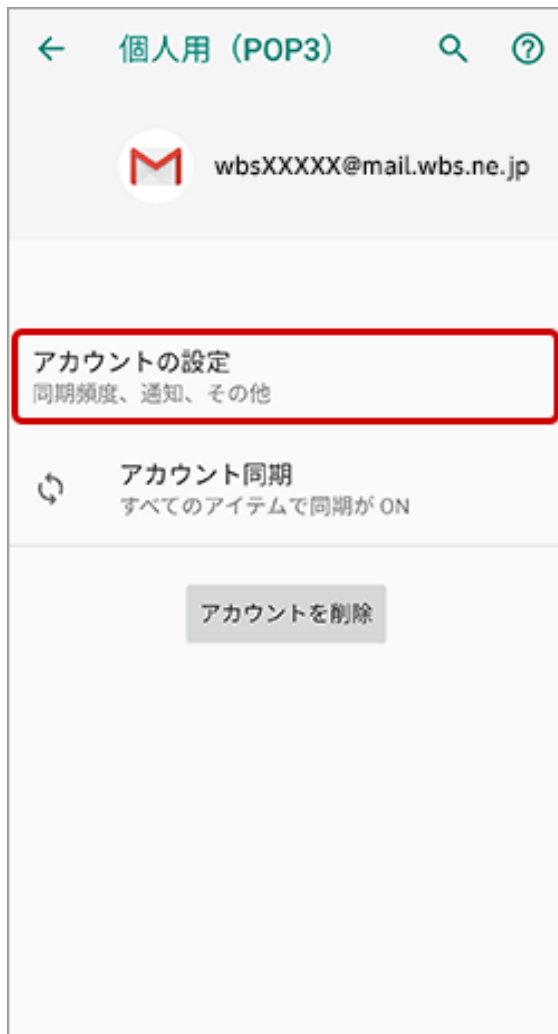 個人用（POP3）
wbsXXXXX@mail.wbs.ne.jp
アカウントの設定
同期頻度、通知、その他
アカウント同期
すべてのアイテムで同期が ON
アカウントを削除